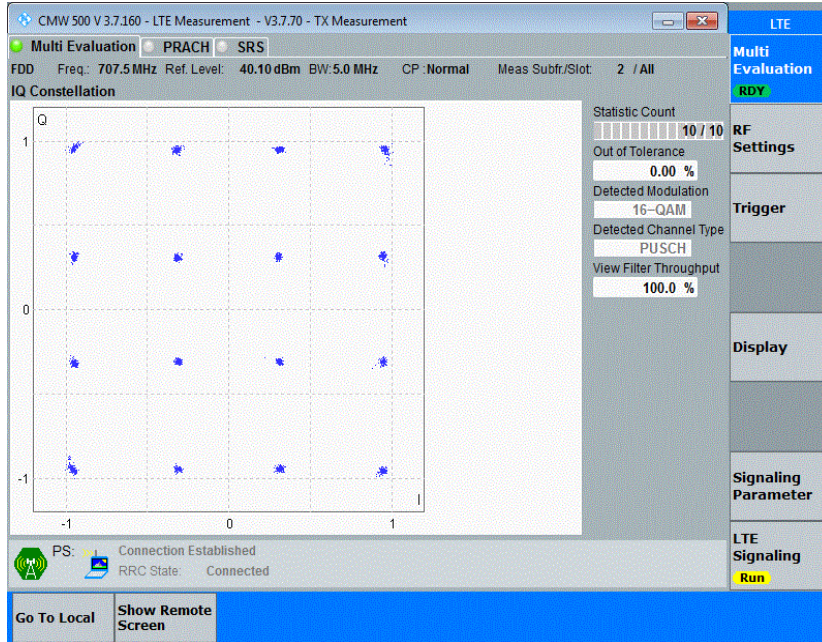 CMW 500 V 3.7.160 - LTE Measurement - V3.7.70 - TX Measurement
LTE
Multi Evaluation PRACH SRS
Multi
Evaluation
RDY
FDD Freq.: 707.5 MHz Ref. Level: 40.10 dBm BW: 5.0 MHz CP : Normal Meas Subfr./Slot: 2 / All
IQ Constellation
Q
1
0
-1
-1 0 1
I
Statistic Count
10 / 10
Out of Tolerance
0.00 %
Detected Modulation
16-QAM
Detected Channel Type
PUSCH
View Filter Throughput
100.0 %
RF
Settings
Trigger
Display
Signaling
Parameter
LTE
Signaling
Run
PS: Connection Established
RRC State: Connected
Go To Local
Show Remote
Screen